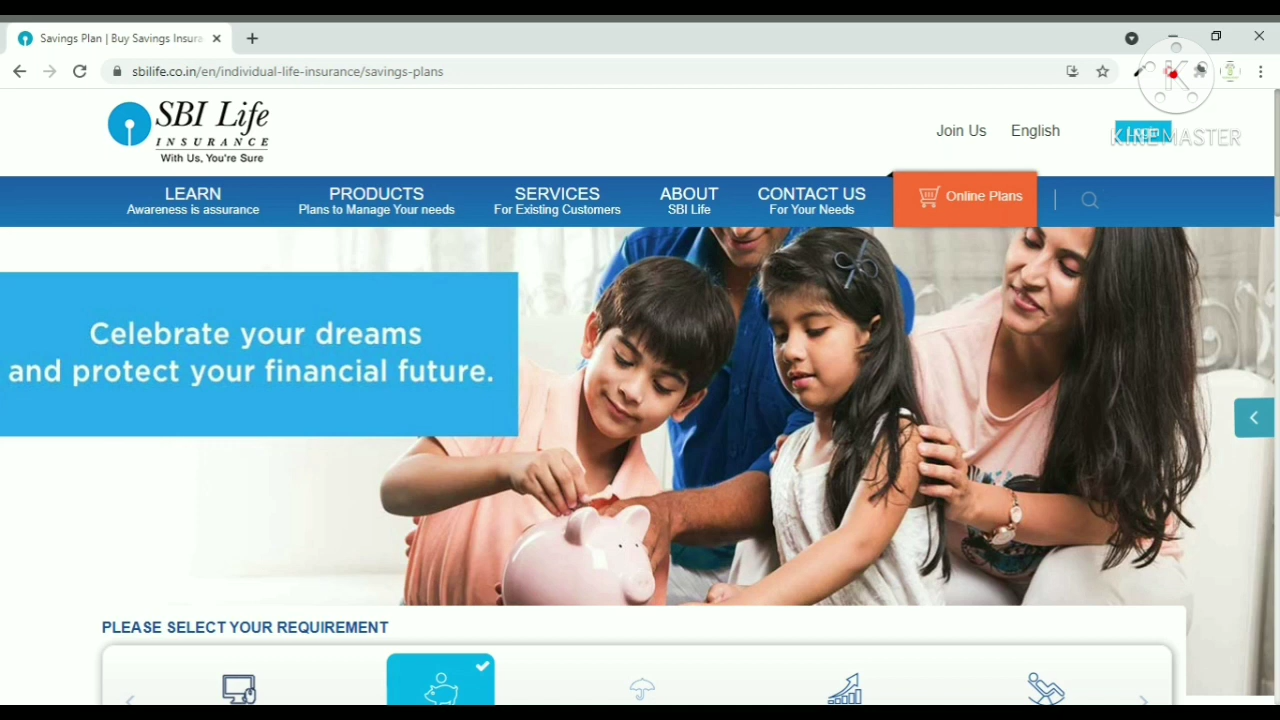 Savings Plan | Buy Savings Insura
sbilife.co.in/en/individual-life-insurance/savings-plans
SBI Life
INSURANCE
With Us, You're Sure
Join Us
English
Login
KINEMASTER
LEARN
Awareness is assurance
PRODUCTS
Plans to Manage Your needs
SERVICES
For Existing Customers
ABOUT
SBI Life
CONTACT US
For Your Needs
Online Plans
Celebrate your dreams
and protect your financial future.
PLEASE SELECT YOUR REQUIREMENT